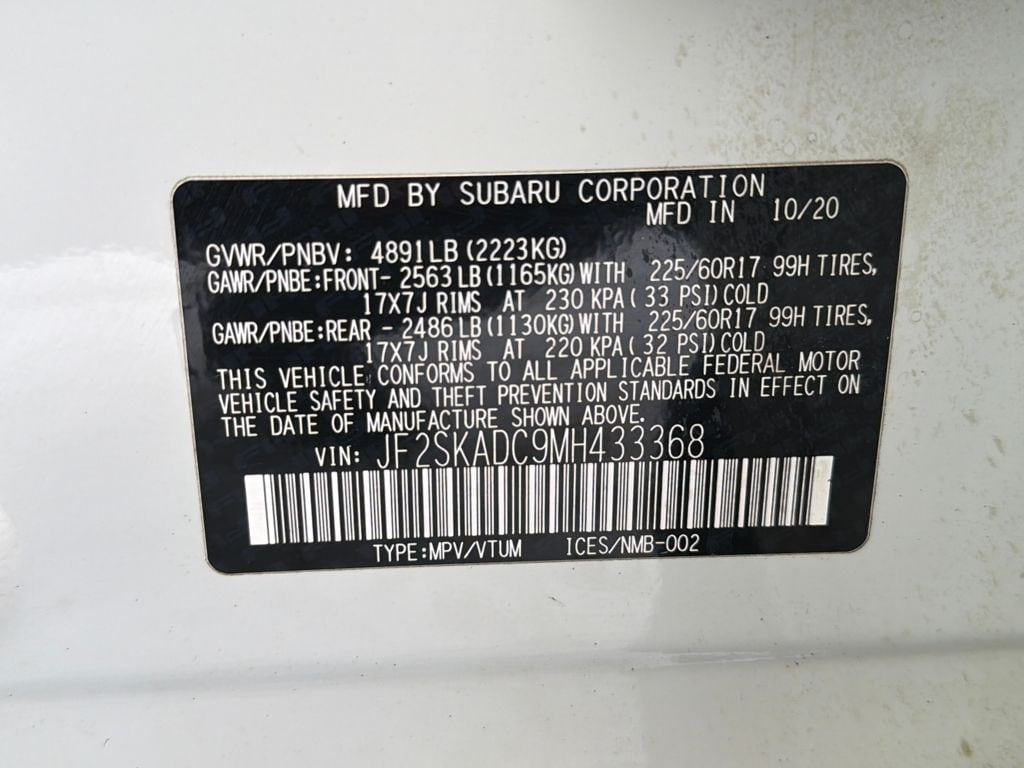 MFD BY SUBARU CORPORATION
MFD IN 10/20
GVWR/PNBV: 4891LB (2223KG)
GAWR/PNBE:FRONT- 2563 LB (1165KG) WITH 225/60R17 99H TIRES,
17X7J RIMS AT 230 KPA ( 33 PSI) COLD
GAWR/PNBE:REAR - 2486 LB (1130KG) WITH 225/60R17 99H TIRES,
17X7J RIMS AT 220 KPA ( 32 PSI) COLD
THIS VEHICLE CONFORMS TO ALL APPLICABLE FEDERAL MOTOR
VEHICLE SAFETY AND THEFT PREVENTION STANDARDS IN EFFECT ON
THE DATE OF MANUFACTURE SHOWN ABOVE.
VIN: JF2SKADC9MH433368
TYPE:MPV/VTUM ICES/NMB-002